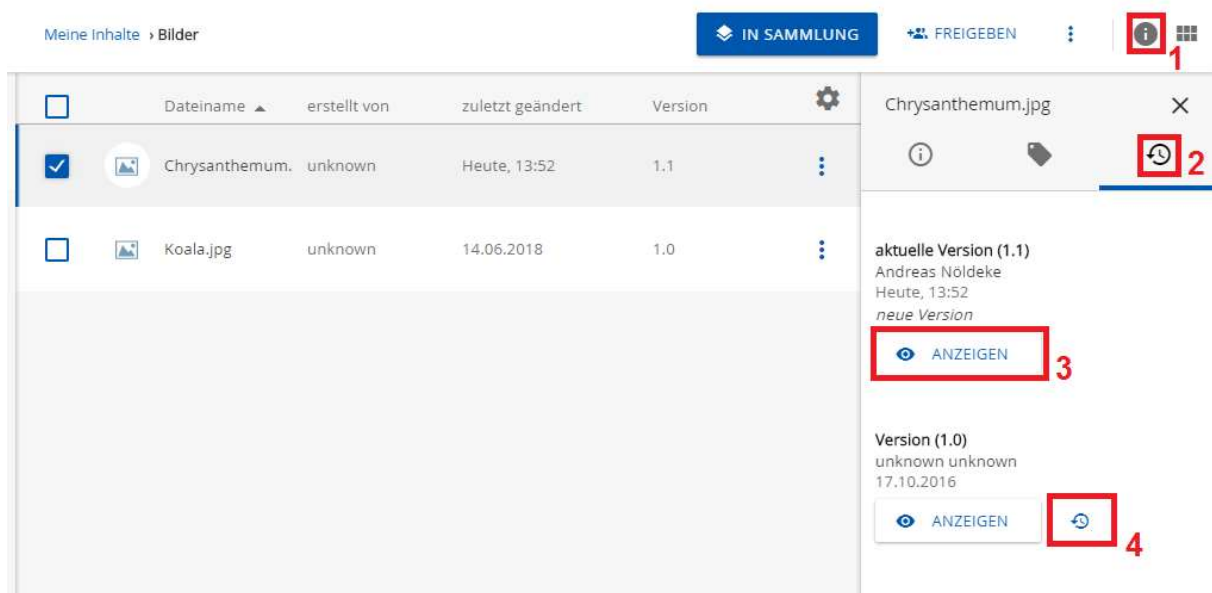 Meine Inhalte › Bilder
IN SAMMLUNG
FREIGEBEN
1
Dateiname erstellt von zuletzt geändert Version
Chrysanthemum. unknown Heute, 13:52 1.1
Koala.jpg unknown 14.06.2018 1.0
Chrysanthemum.jpg
2
aktuelle Version (1.1)
Andreas Nöldeke
Heute, 13:52
neue Version
ANZEIGEN
3
Version (1.0)
unknown unknown
17.10.2016
ANZEIGEN
4